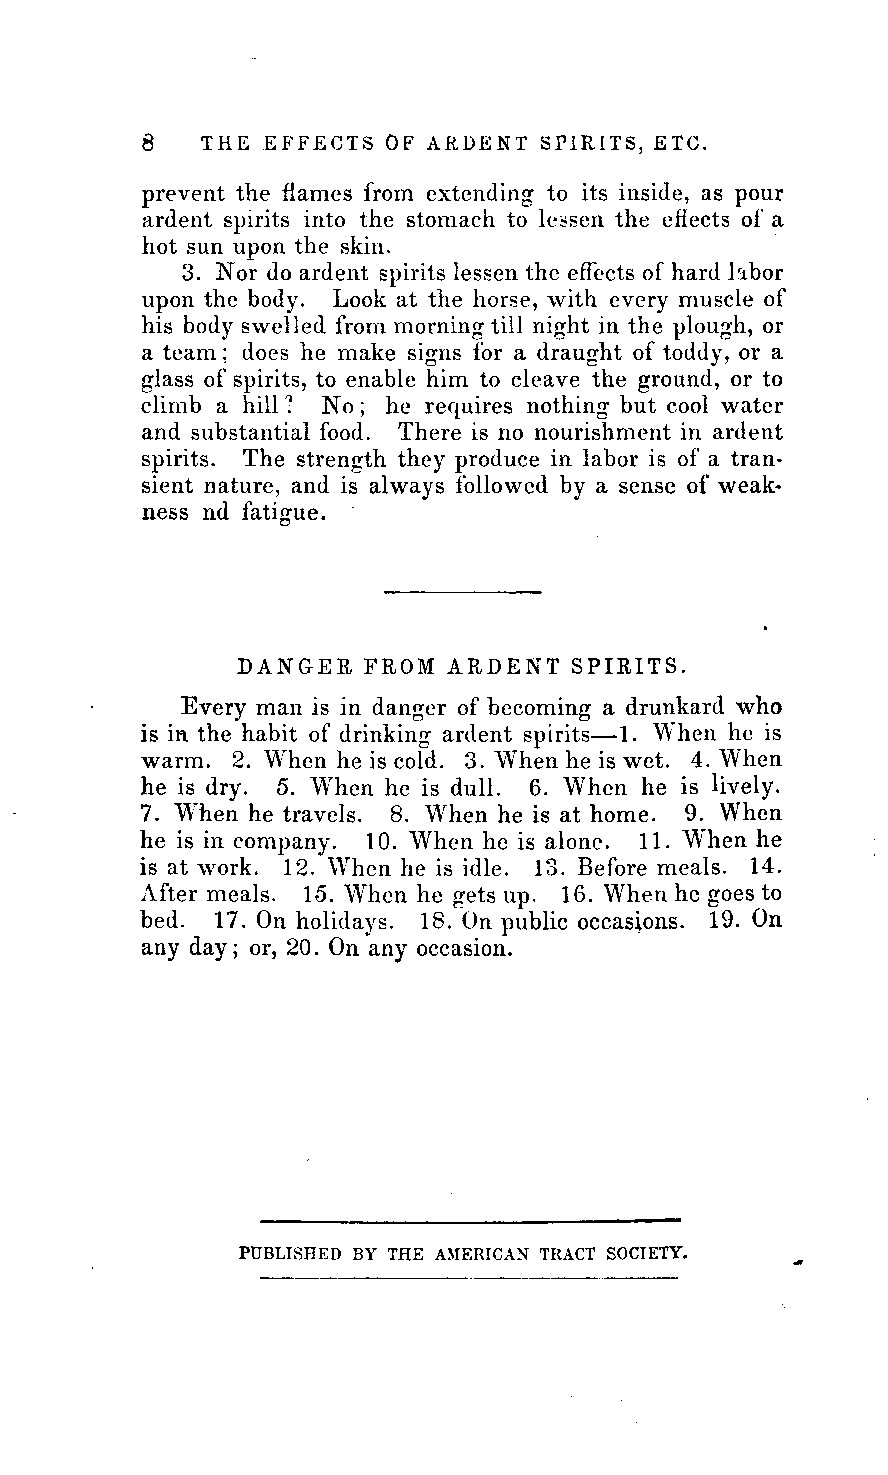 8 THE EFFECTS OF ARDENT SPIRITS, ETC.
prevent the flames from extending to its inside, as pour
ardent spirits into the stomach to lessen the effects of a
hot sun upon the skin.
3. Nor do ardent spirits lessen the effects of hard labor
upon the body. Look at the horse, with every muscle of
his body swelled from morning till night in the plough, or
a team; does he make signs for a draught of toddy, or a
glass of spirits, to enable him to cleave the ground, or to
climb a hill? No; he requires nothing but cool water
and substantial food. There is no nourishment in ardent
spirits. The strength they produce in labor is of a tran-
sient nature, and is always followed by a sense of weak-
ness nd fatigue.
DANGER FROM ARDENT SPIRITS.
Every man is in danger of becoming a drunkard who
is in the habit of drinking ardent spirits—1. When he is
warm. 2. When he is cold. 3. When he is wet. 4. When
he is dry. 5. When he is dull. 6. When he is lively.
7. When he travels. 8. When he is at home. 9. When
he is in company. 10. When he is alone. 11. When he
is at work. 12. When he is idle. 13. Before meals. 14.
After meals. 15. When he gets up. 16. When he goes to
bed. 17. On holidays. 18. On public occasions. 19. On
any day; or, 20. On any occasion.
PUBLISHED BY THE AMERICAN TRACT SOCIETY.